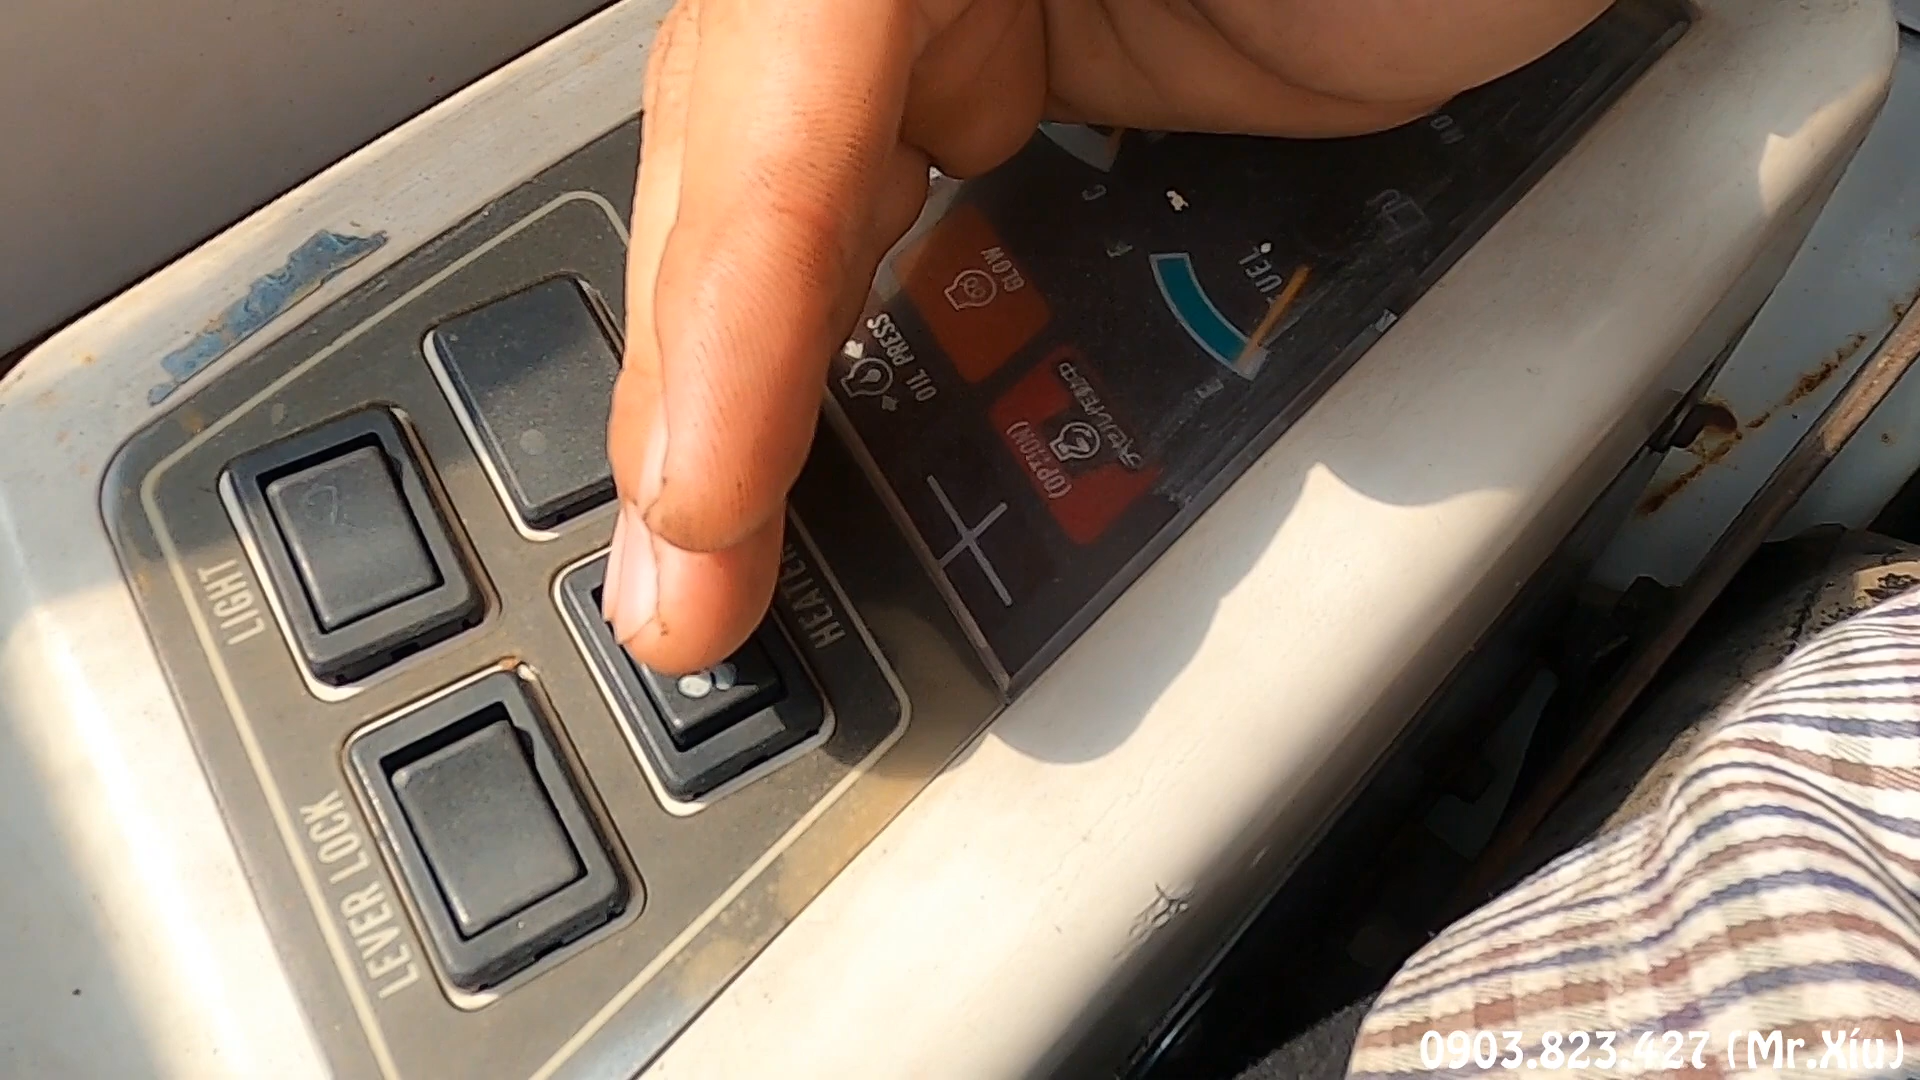 LIGHT
LEVER LOCK
HEATER
OIL PRESS
GLOW
(OPTION)
C
F
FUEL
E
0903.823.427 (Mr.Xíu)